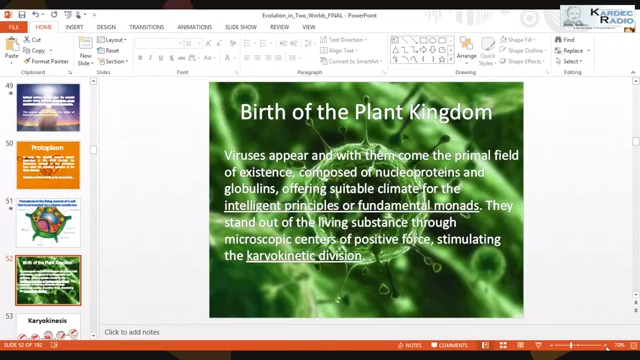 Evolution_in_Two_Worlds_FINAL - PowerPoint
KARDEC
RADIO
FILE HOME INSERT DESIGN TRANSITIONS ANIMATIONS SLIDE SHOW REVIEW VIEW
Cut
Copy
Format Painter
Paste
Clipboard
New
Slide
Layout
Reset
Section
Slides
Font
Paragraph
Text Direction
Align Text
Convert to SmartArt
Arrange
Quick
Styles
Shape Fill
Shape Outline
Shape Effects
Drawing
Find
Replace
Select
Editing
49
50
Protoplasm
51
52
Birth of the Plant Kingdom
53
Karyokinesis
Birth of the Plant Kingdom
Viruses appear and with them come the primal field
of existence, composed of nucleoproteins and
globulins, offering suitable climate for the
intelligent principles or fundamental monads. They
stand out of the living substance through
microscopic centers of positive force, stimulating
the karvokinetic division.
Click to add notes
SLIDE 52 OF 192
NOTES
COMMENTS
70%